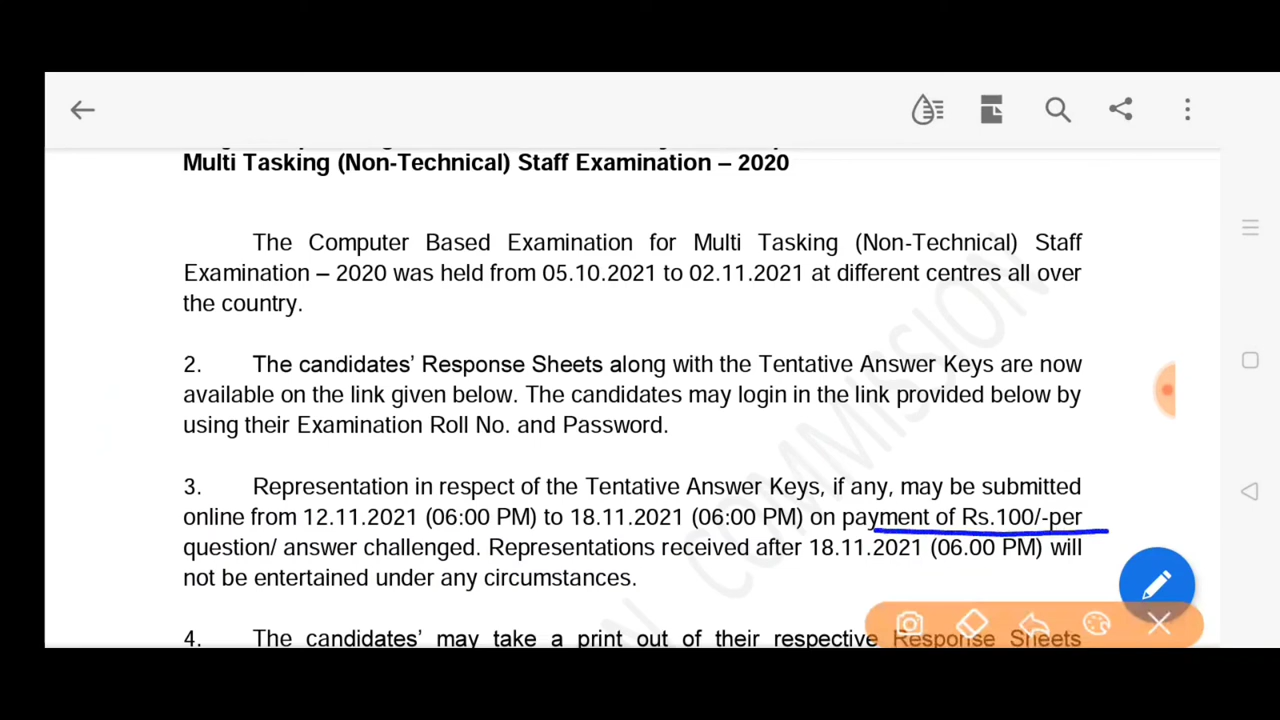 Multi Tasking (Non-Technical) Staff Examination – 2020
The Computer Based Examination for Multi Tasking (Non-Technical) Staff
Examination – 2020 was held from 05.10.2021 to 02.11.2021 at different centres all over
the country.
2. The candidates’ Response Sheets along with the Tentative Answer Keys are now
available on the link given below. The candidates may login in the link provided below by
using their Examination Roll No. and Password.
3. Representation in respect of the Tentative Answer Keys, if any, may be submitted
online from 12.11.2021 (06:00 PM) to 18.11.2021 (06:00 PM) on payment of Rs.100/-per
question/ answer challenged. Representations received after 18.11.2021 (06.00 PM) will
not be entertained under any circumstances.
4. The candidates’ may take a print out of their respective Response Sheets
COMMISSION